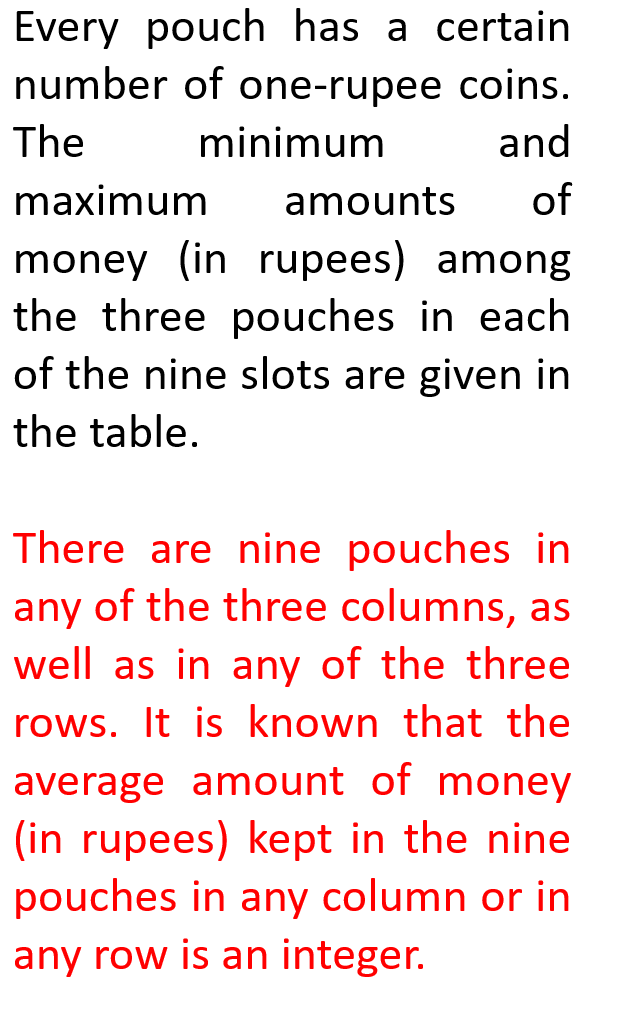 Every pouch has a certain
number of one-rupee coins.
The minimum and
maximum amounts of
money (in rupees) among
the three pouches in each
of the nine slots are given in
the table.
There are nine pouches in
any of the three columns, as
well as in any of the three
rows. It is known that the
average amount of money
(in rupees) kept in the nine
pouches in any column or in
any row is an integer.